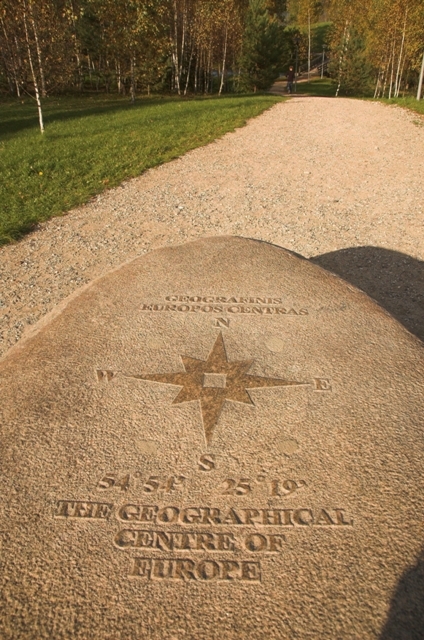 GEOGRAFINIS
EUROPOS CENTRAS
N
W E
S
54° 54' 25° 19'
THE GEOGRAPHICAL
CENTRE OF
EUROPE